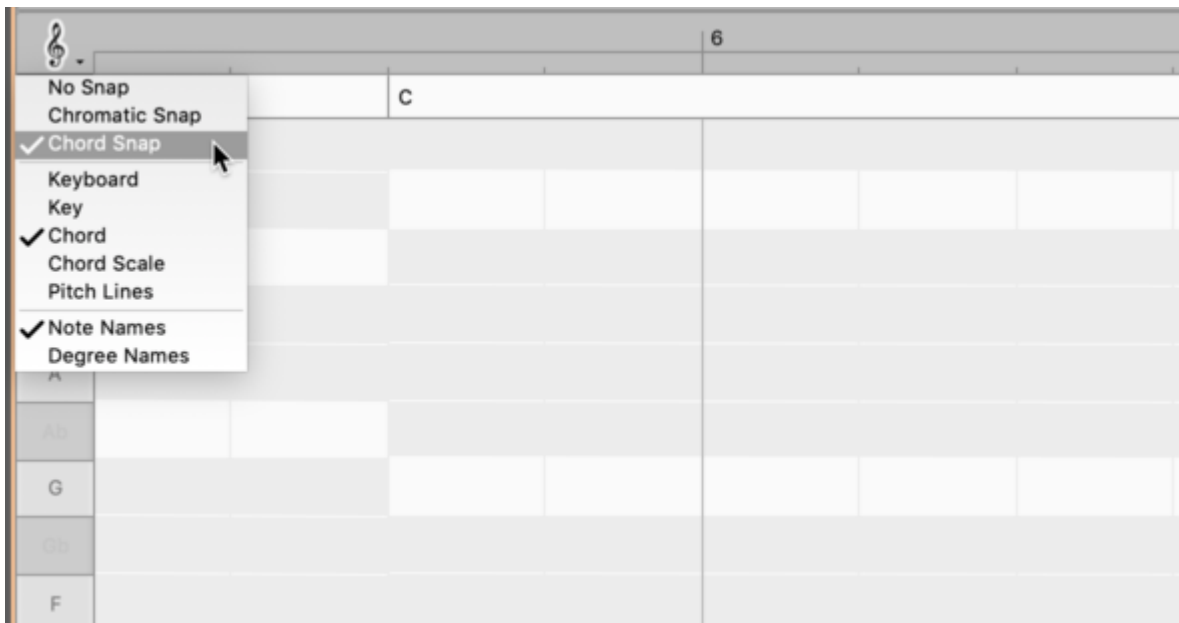 6
C
No Snap
Chromatic Snap
Chord Snap
Keyboard
Key
Chord
Chord Scale
Pitch Lines
Note Names
Degree Names
A
Ab
G
Gb
F